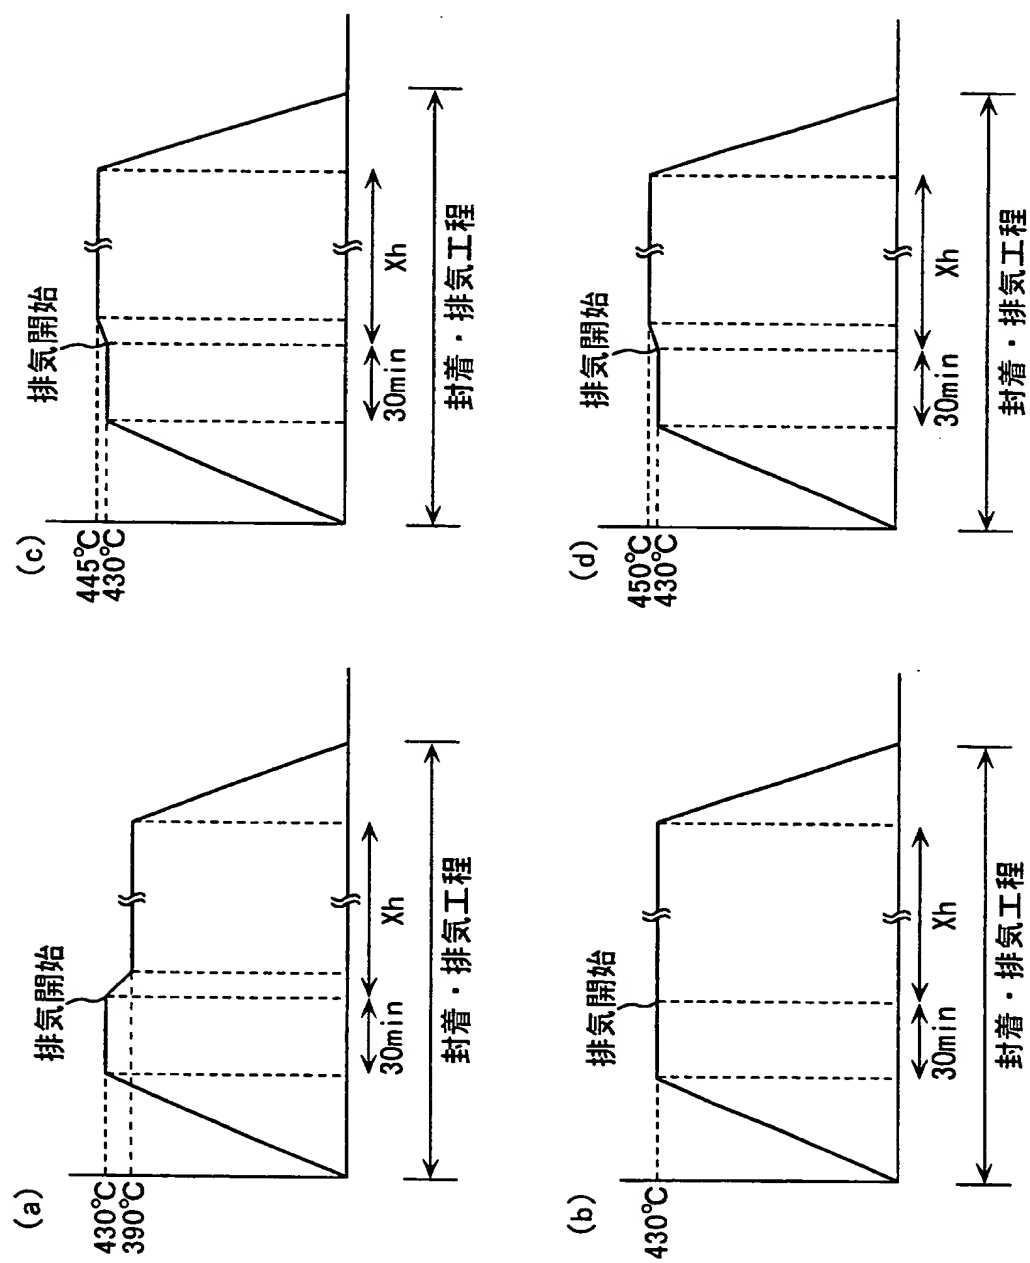 (a)
排気開始
430℃
390℃
30min
Xh
封着・排気工程
(b)
排気開始
430℃
30min
Xh
封着・排気工程
(c)
排気開始
445℃
430℃
30min
Xh
封着・排気工程
(d)
排気開始
450℃
430℃
30min
Xh
封着・排気工程